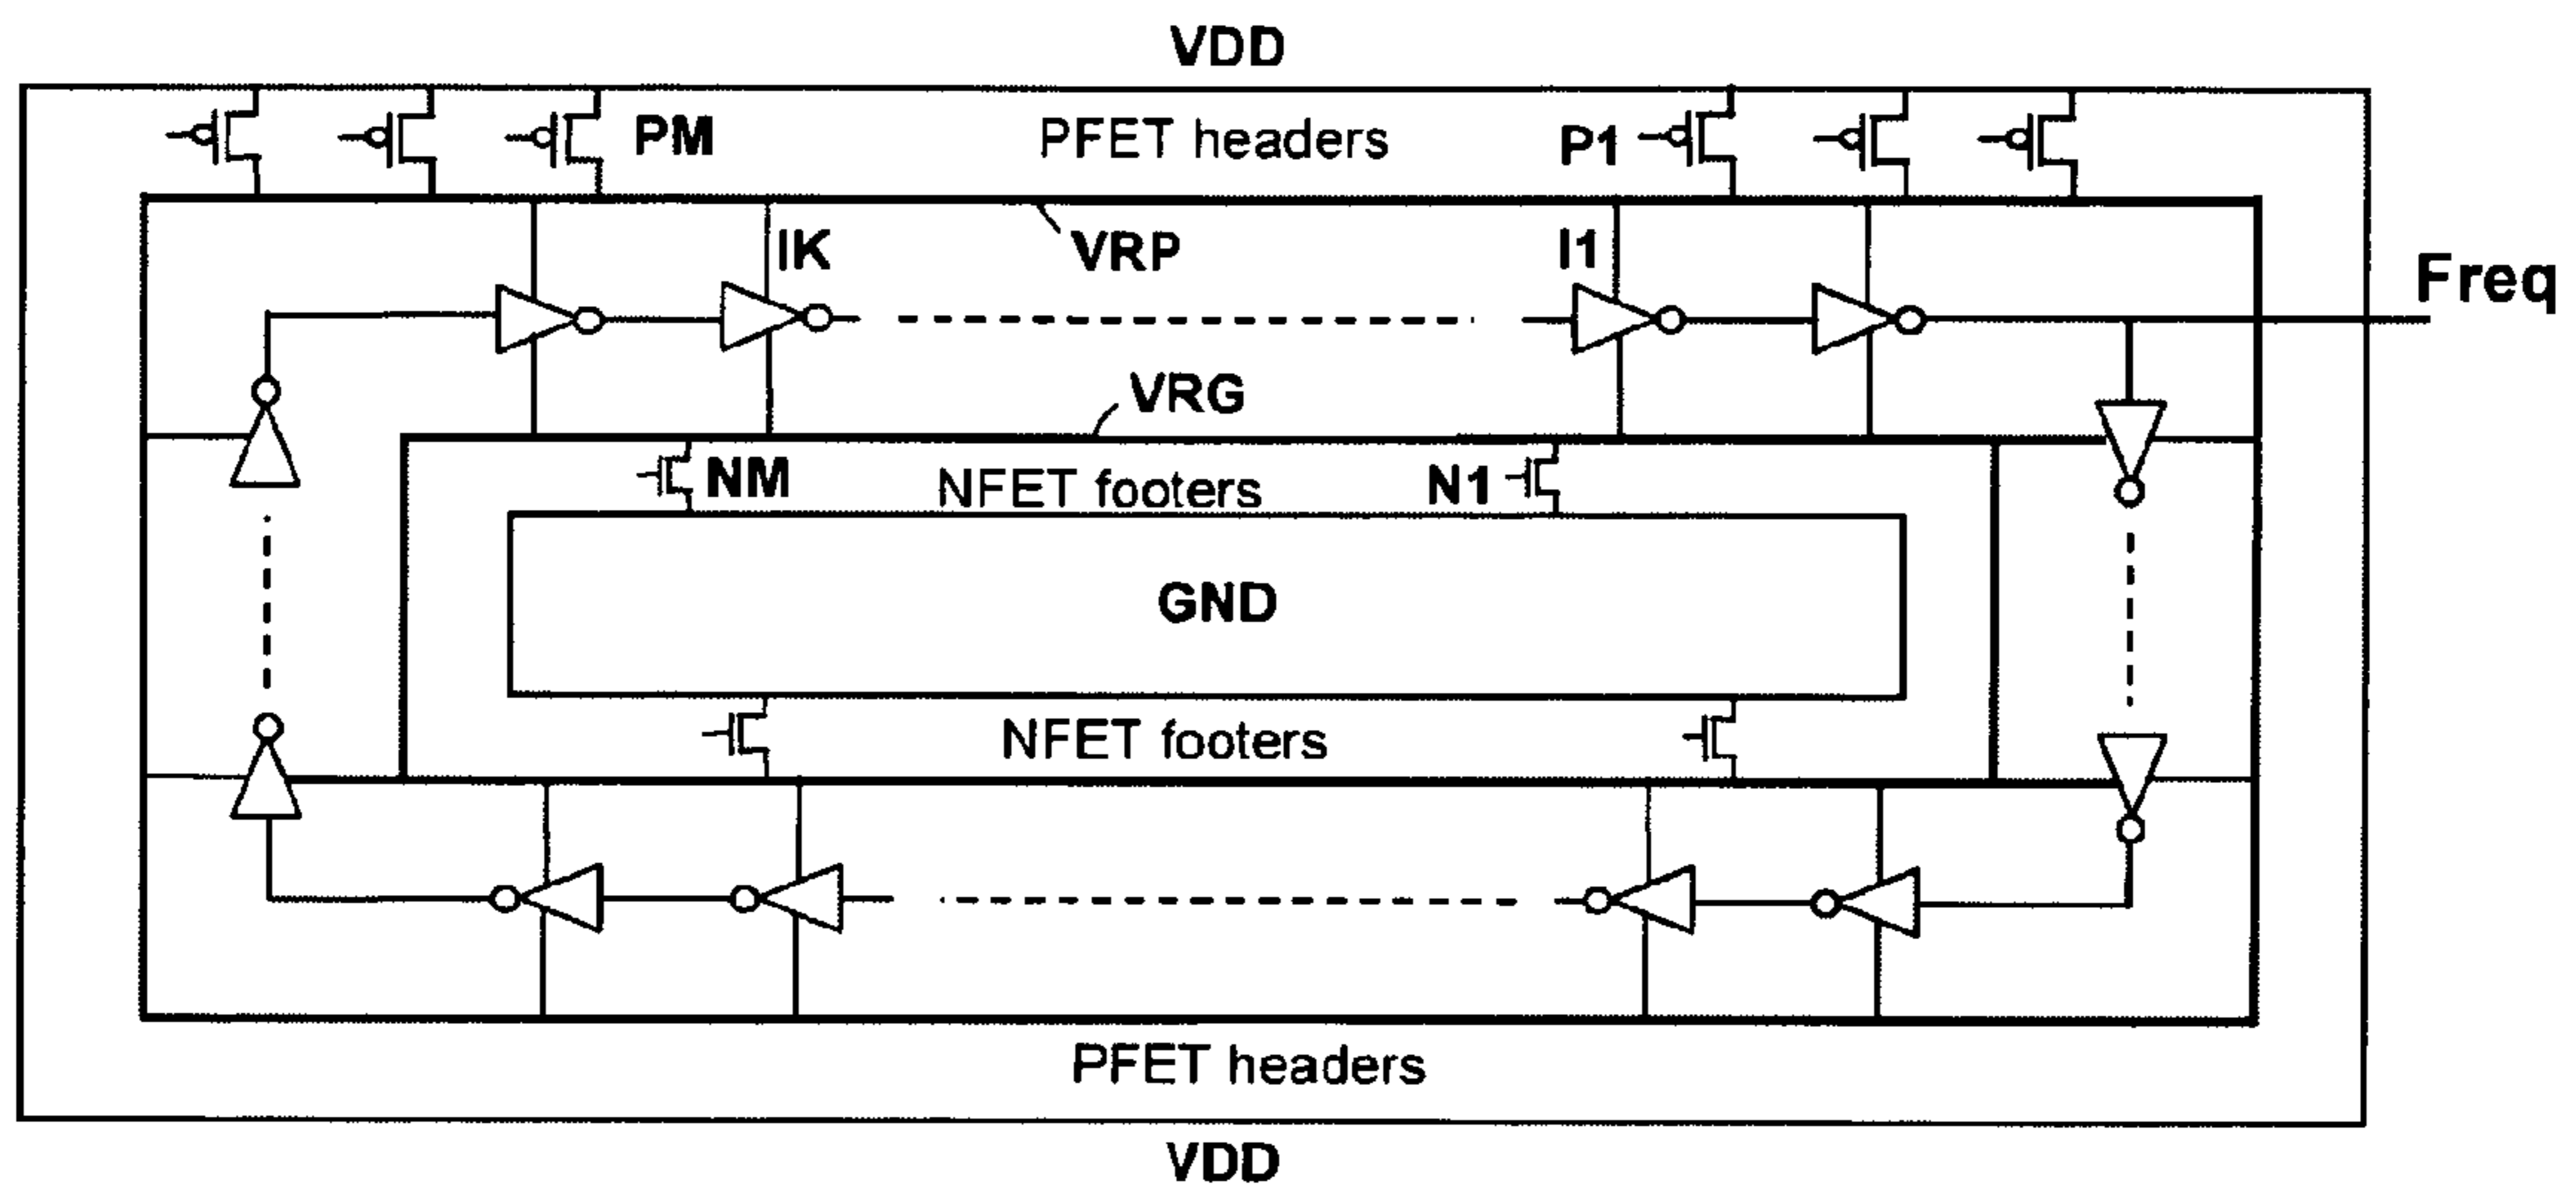 VDD
PM
PFET headers
P1
IK
VRP
I1
Freq
VRG
NM
NFET footers
N1
GND
NFET footers
PFET headers
VDD